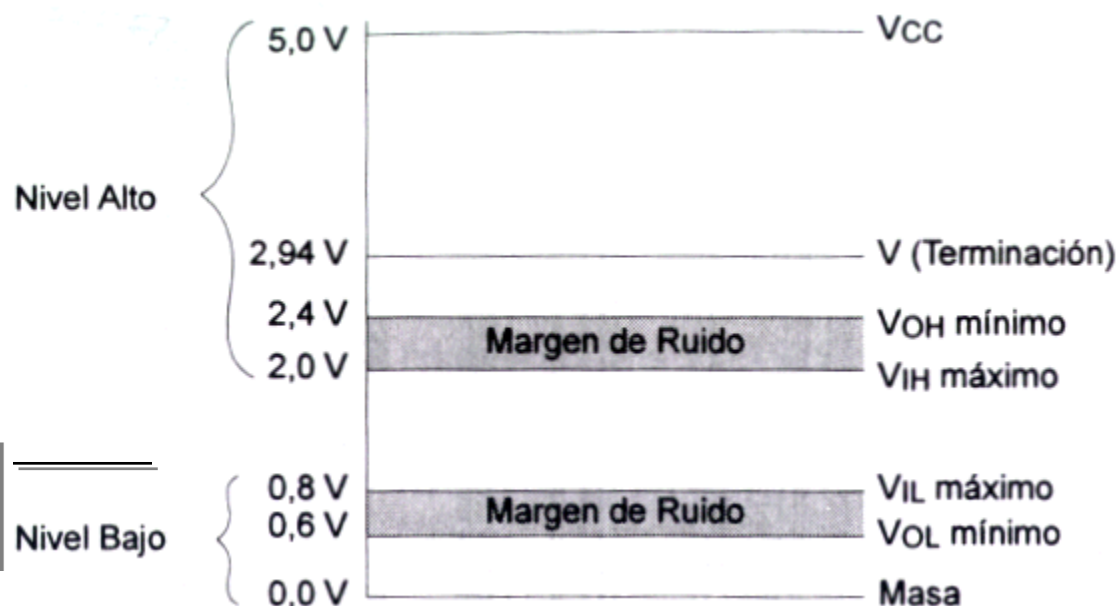 5,0 V VCC
Nivel Alto
2,94 V V (Terminación)
2,4 V VOH mínimo
Margen de Ruido
2,0 V VIH máximo
0,8 V VIL máximo
Margen de Ruido
0,6 V VOL mínimo
Nivel Bajo
0,0 V Masa